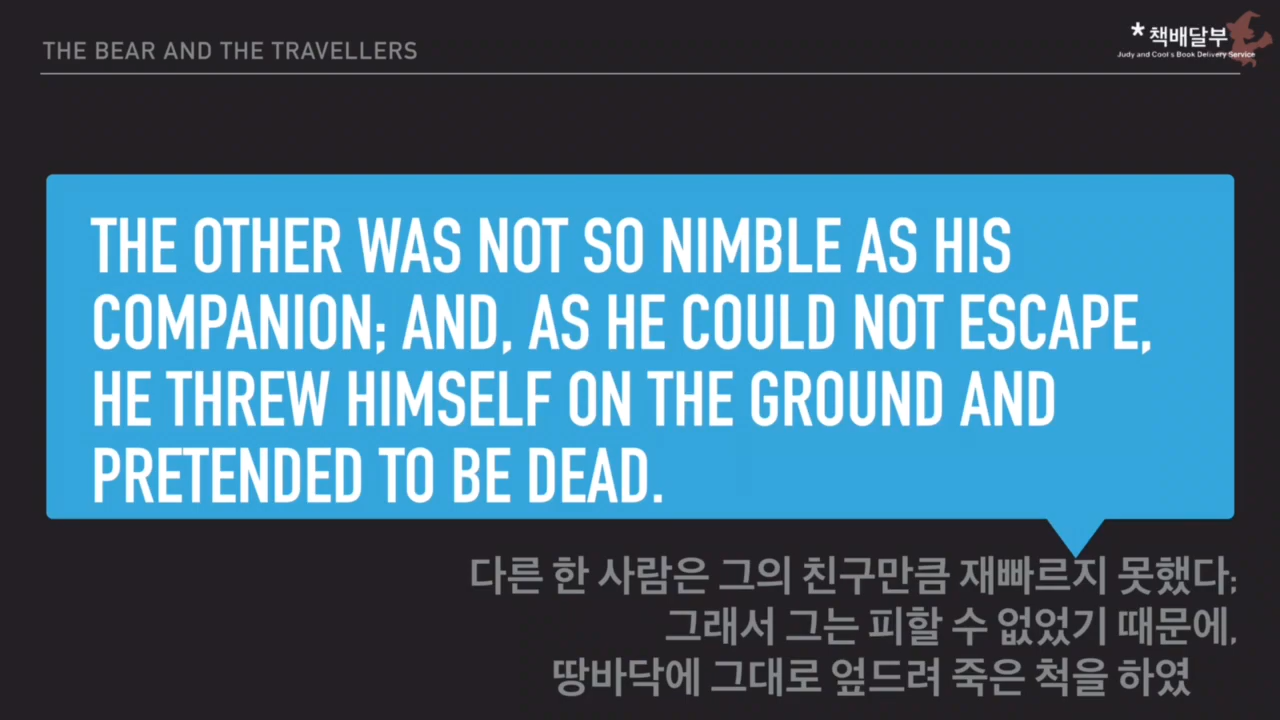 THE BEAR AND THE TRAVELLERS
*책배달부
Judy and Cool's Book Delivery Service
THE OTHER WAS NOT SO NIMBLE AS HIS
COMPANION; AND, AS HE COULD NOT ESCAPE,
HE THREW HIMSELF ON THE GROUND AND
PRETENDED TO BE DEAD.
다른 한 사람은 그의 친구만큼 재빠르지 못했다;
그래서 그는 피할 수 없었기 때문에,
땅바닥에 그대로 엎드려 죽은 척을 하였